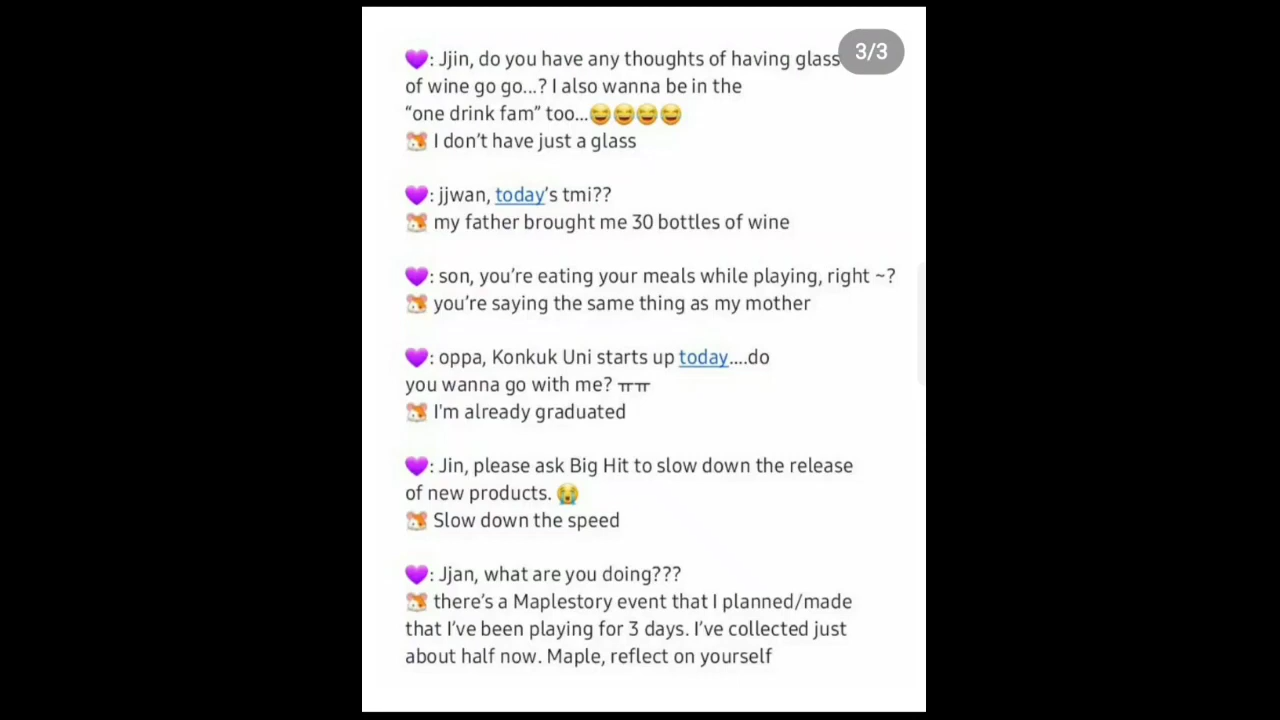 💜: Jjin, do you have any thoughts of having glass
3/3
of wine go go...? I also wanna be in the
“one drink fam” too...😆😆😆😆
🐹 I don’t have just a glass
💜: jjwan, today’s tmi??
🐹 my father brought me 30 bottles of wine
💜: son, you’re eating your meals while playing, right ~?
🐹 you’re saying the same thing as my mother
💜: oppa, Konkuk Uni starts up today....do
you wanna go with me? ㅠㅠ
🐹 I'm already graduated
💜: Jin, please ask Big Hit to slow down the release
of new products. 😭
🐹 Slow down the speed
💜: Jjan, what are you doing???
🐹 there’s a Maplestory event that I planned/made
that I’ve been playing for 3 days. I’ve collected just
about half now. Maple, reflect on yourself